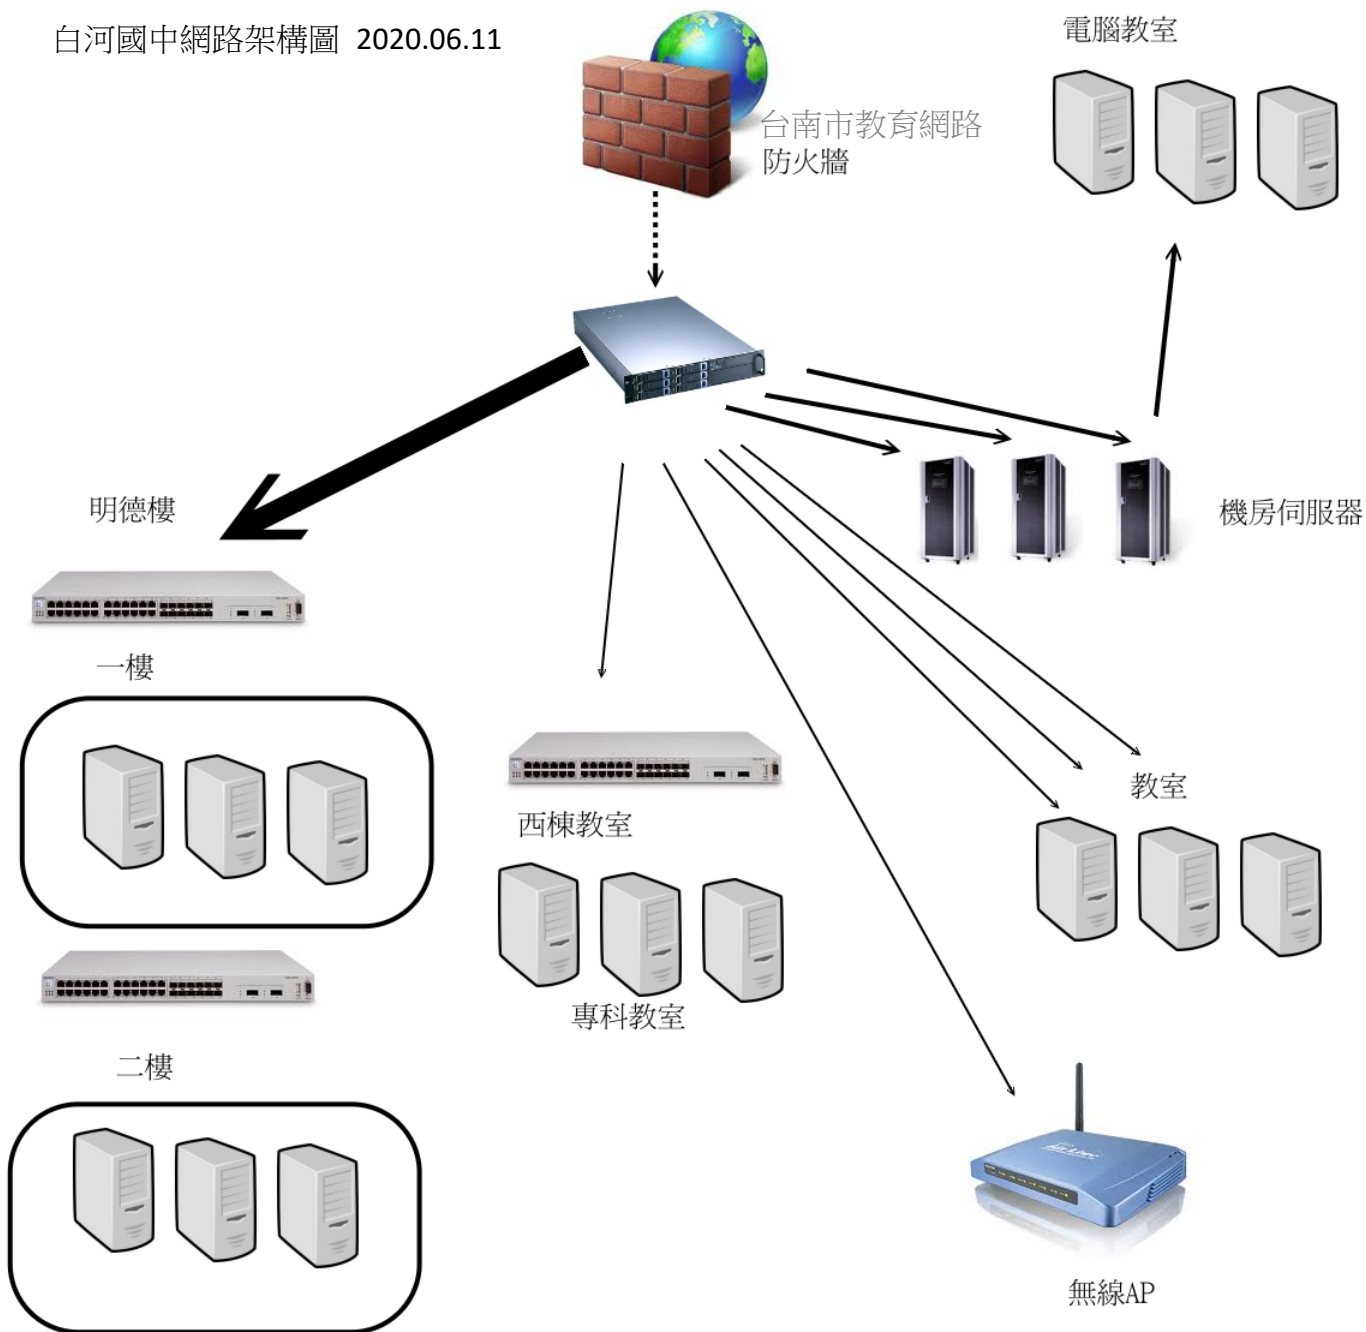 白河國中網路架構圖 2020.06.11
電腦教室
台南市教育網路
防火牆
明德樓
機房伺服器
一樓
教室
西棟教室
專科教室
二樓
無線AP